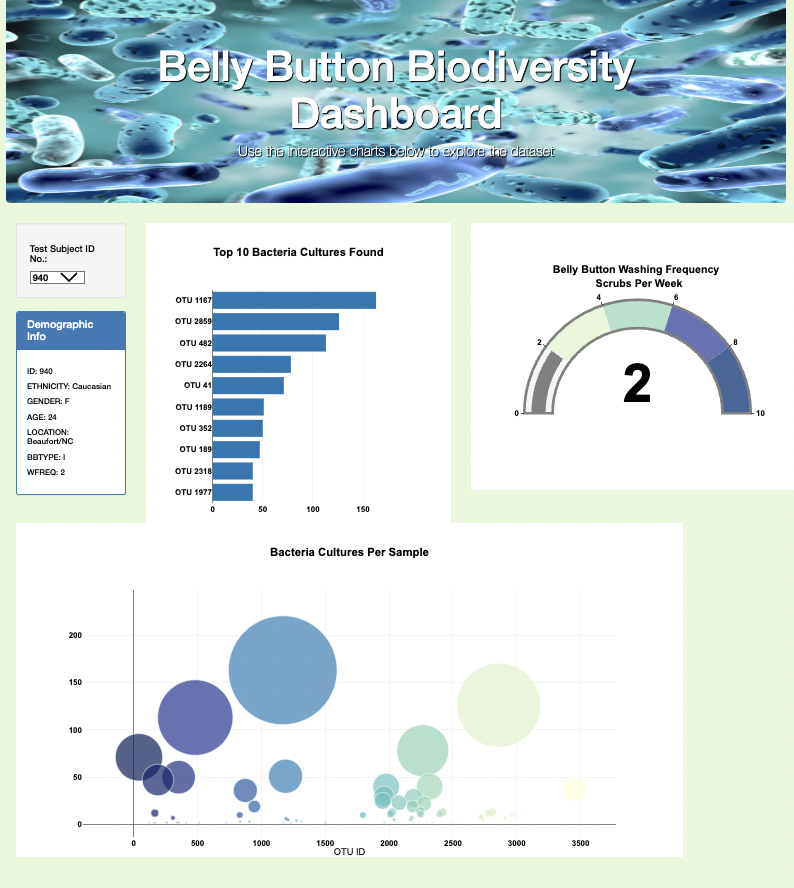 Belly Button Biodiversity
Dashboard
Use the interactive charts below to explore the dataset
Test Subject ID
No.:
940
Demographic
Info
ID: 940
ETHNICITY: Caucasian
GENDER: F
AGE: 24
LOCATION:
Beaufort/NC
BBTYPE: I
WFREQ: 2
Top 10 Bacteria Cultures Found
OTU 1167
OTU 2859
OTU 482
OTU 2264
OTU 41
OTU 1189
OTU 352
OTU 189
OTU 2318
OTU 1977
0 50 100 150
Belly Button Washing Frequency
Scrubs Per Week
4 6
2 8
2
0 10
Bacteria Cultures Per Sample
200
150
100
50
0
0 500 1000 1500 2000 2500 3000 3500
OTU ID